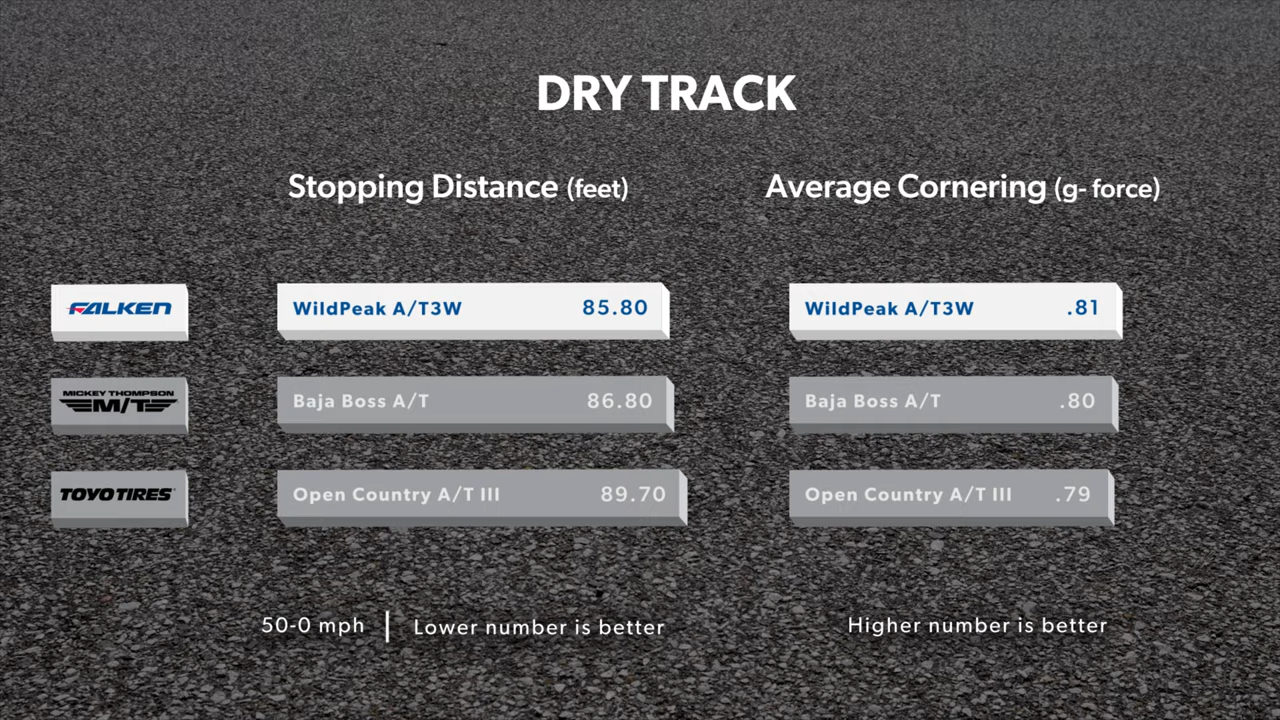 DRY TRACK
Stopping Distance (feet)
Average Cornering (g- force)
FALKEN
WildPeak A/T3W 85.80
WildPeak A/T3W .81
MICKEY THOMPSON
M/T
Baja Boss A/T 86.80
Baja Boss A/T .80
TOYO TIRES
Open Country A/T III 89.70
Open Country A/T III .79
50-0 mph | Lower number is better
Higher number is better